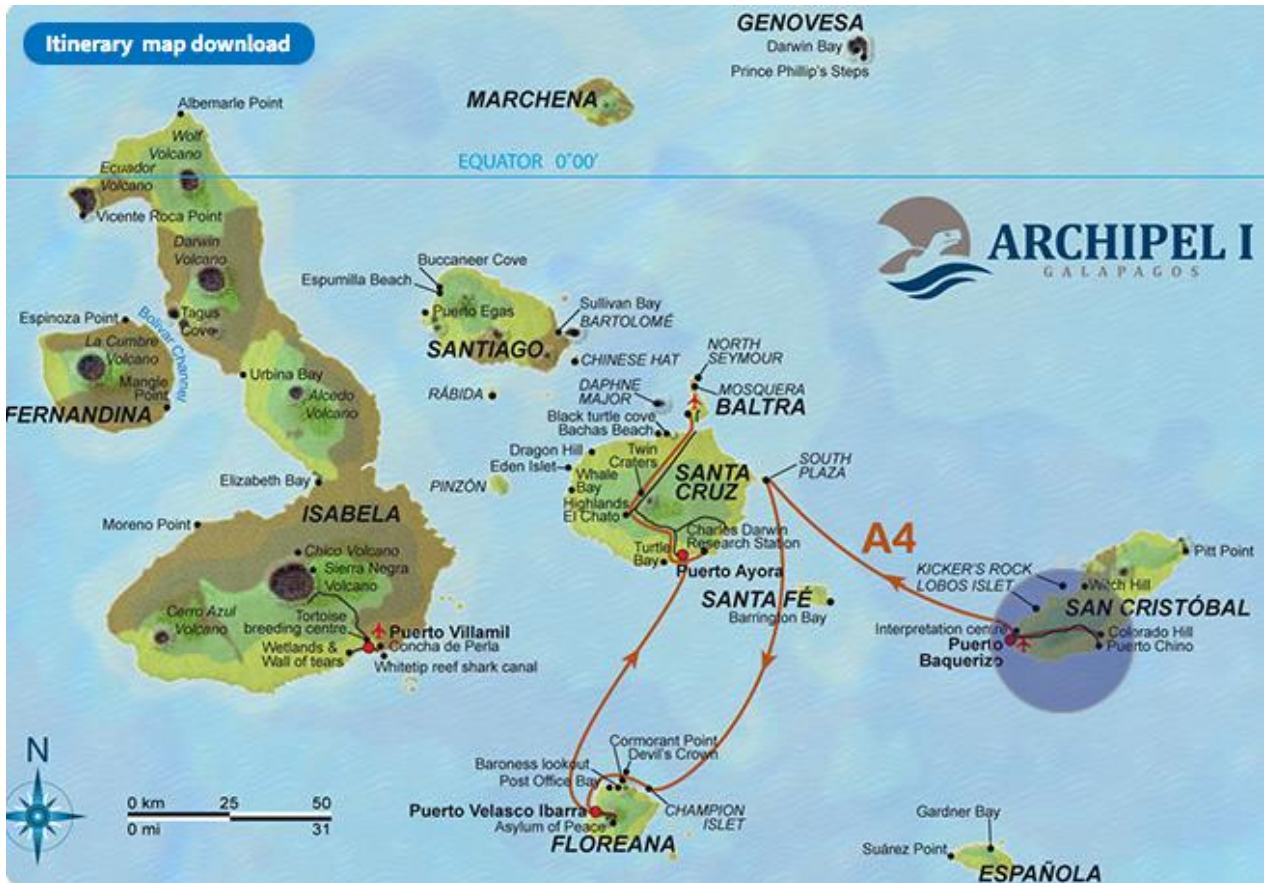 Itinerary map download
GENOVESA
Darwin Bay
Prince Phillip's Steps
MARCHENA
Albemarle Point
Wolf
Volcano
EQUATOR 0°00'
Ecuador
Volcano
Vicente Roca Point
Darwin
Volcano
ARCHIPEL I
GALAPAGOS
Buccaneer Cove
Espumilla Beach
Puerto Egas
Sullivan Bay
BARTOLOMÉ
SANTIAGO
CHINESE HAT
Espinoza Point
Bolivar Channel
Tagus
Cove
La Cumbre
Volcano
Mangle
Point
FERNANDINA
Urbina Bay
Alcedo
Volcano
RÁBIDA
NORTH
SEYMOUR
MOSQUERA
DAPHNE
MAJOR
BALTRA
Black turtle cove
Bachas Beach
Dragon Hill
Eden Islet
Twin
Craters
Whale
Bay
SANTA
CRUZ
SOUTH
PLAZA
Highlands
El Chato
PINZÓN
Elizabeth Bay
ISABELA
Moreno Point
Chico Volcano
Sierra Negra
Volcano
Charles Darwin
Research Station
Turtle
Bay
Puerto Ayora
A4
Pitt Point
KICKER'S ROCK
LOBOS ISLET
Witch Hill
SAN CRISTÓBAL
SANTA FÉ
Barrington Bay
Interpretation centre
Colorado Hill
Puerto
Baquerizo
Puerto Chino
Cerro Azul
Volcano
Tortoise
breeding centre
Puerto Villamil
Concha de Perla
Wetlands &
Wall of tears
Whitetip reef shark canal
N
0 km 25 50
0 mi 31
Cormorant Point
Devil's Crown
Baroness lookout
Post Office Bay
Puerto Velasco Ibarra
Asylum of Peace
CHAMPION
ISLET
FLOREANA
Gardner Bay
Suárez Point
ESPAÑOLA